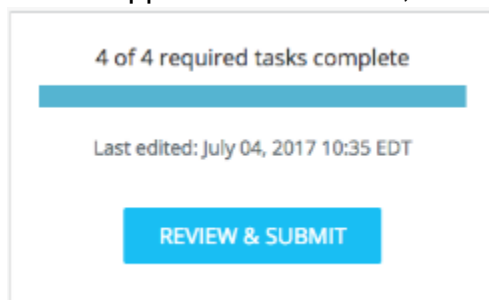 4 of 4 required tasks complete
Last edited: July 04, 2017 10:35 EDT
REVIEW & SUBMIT